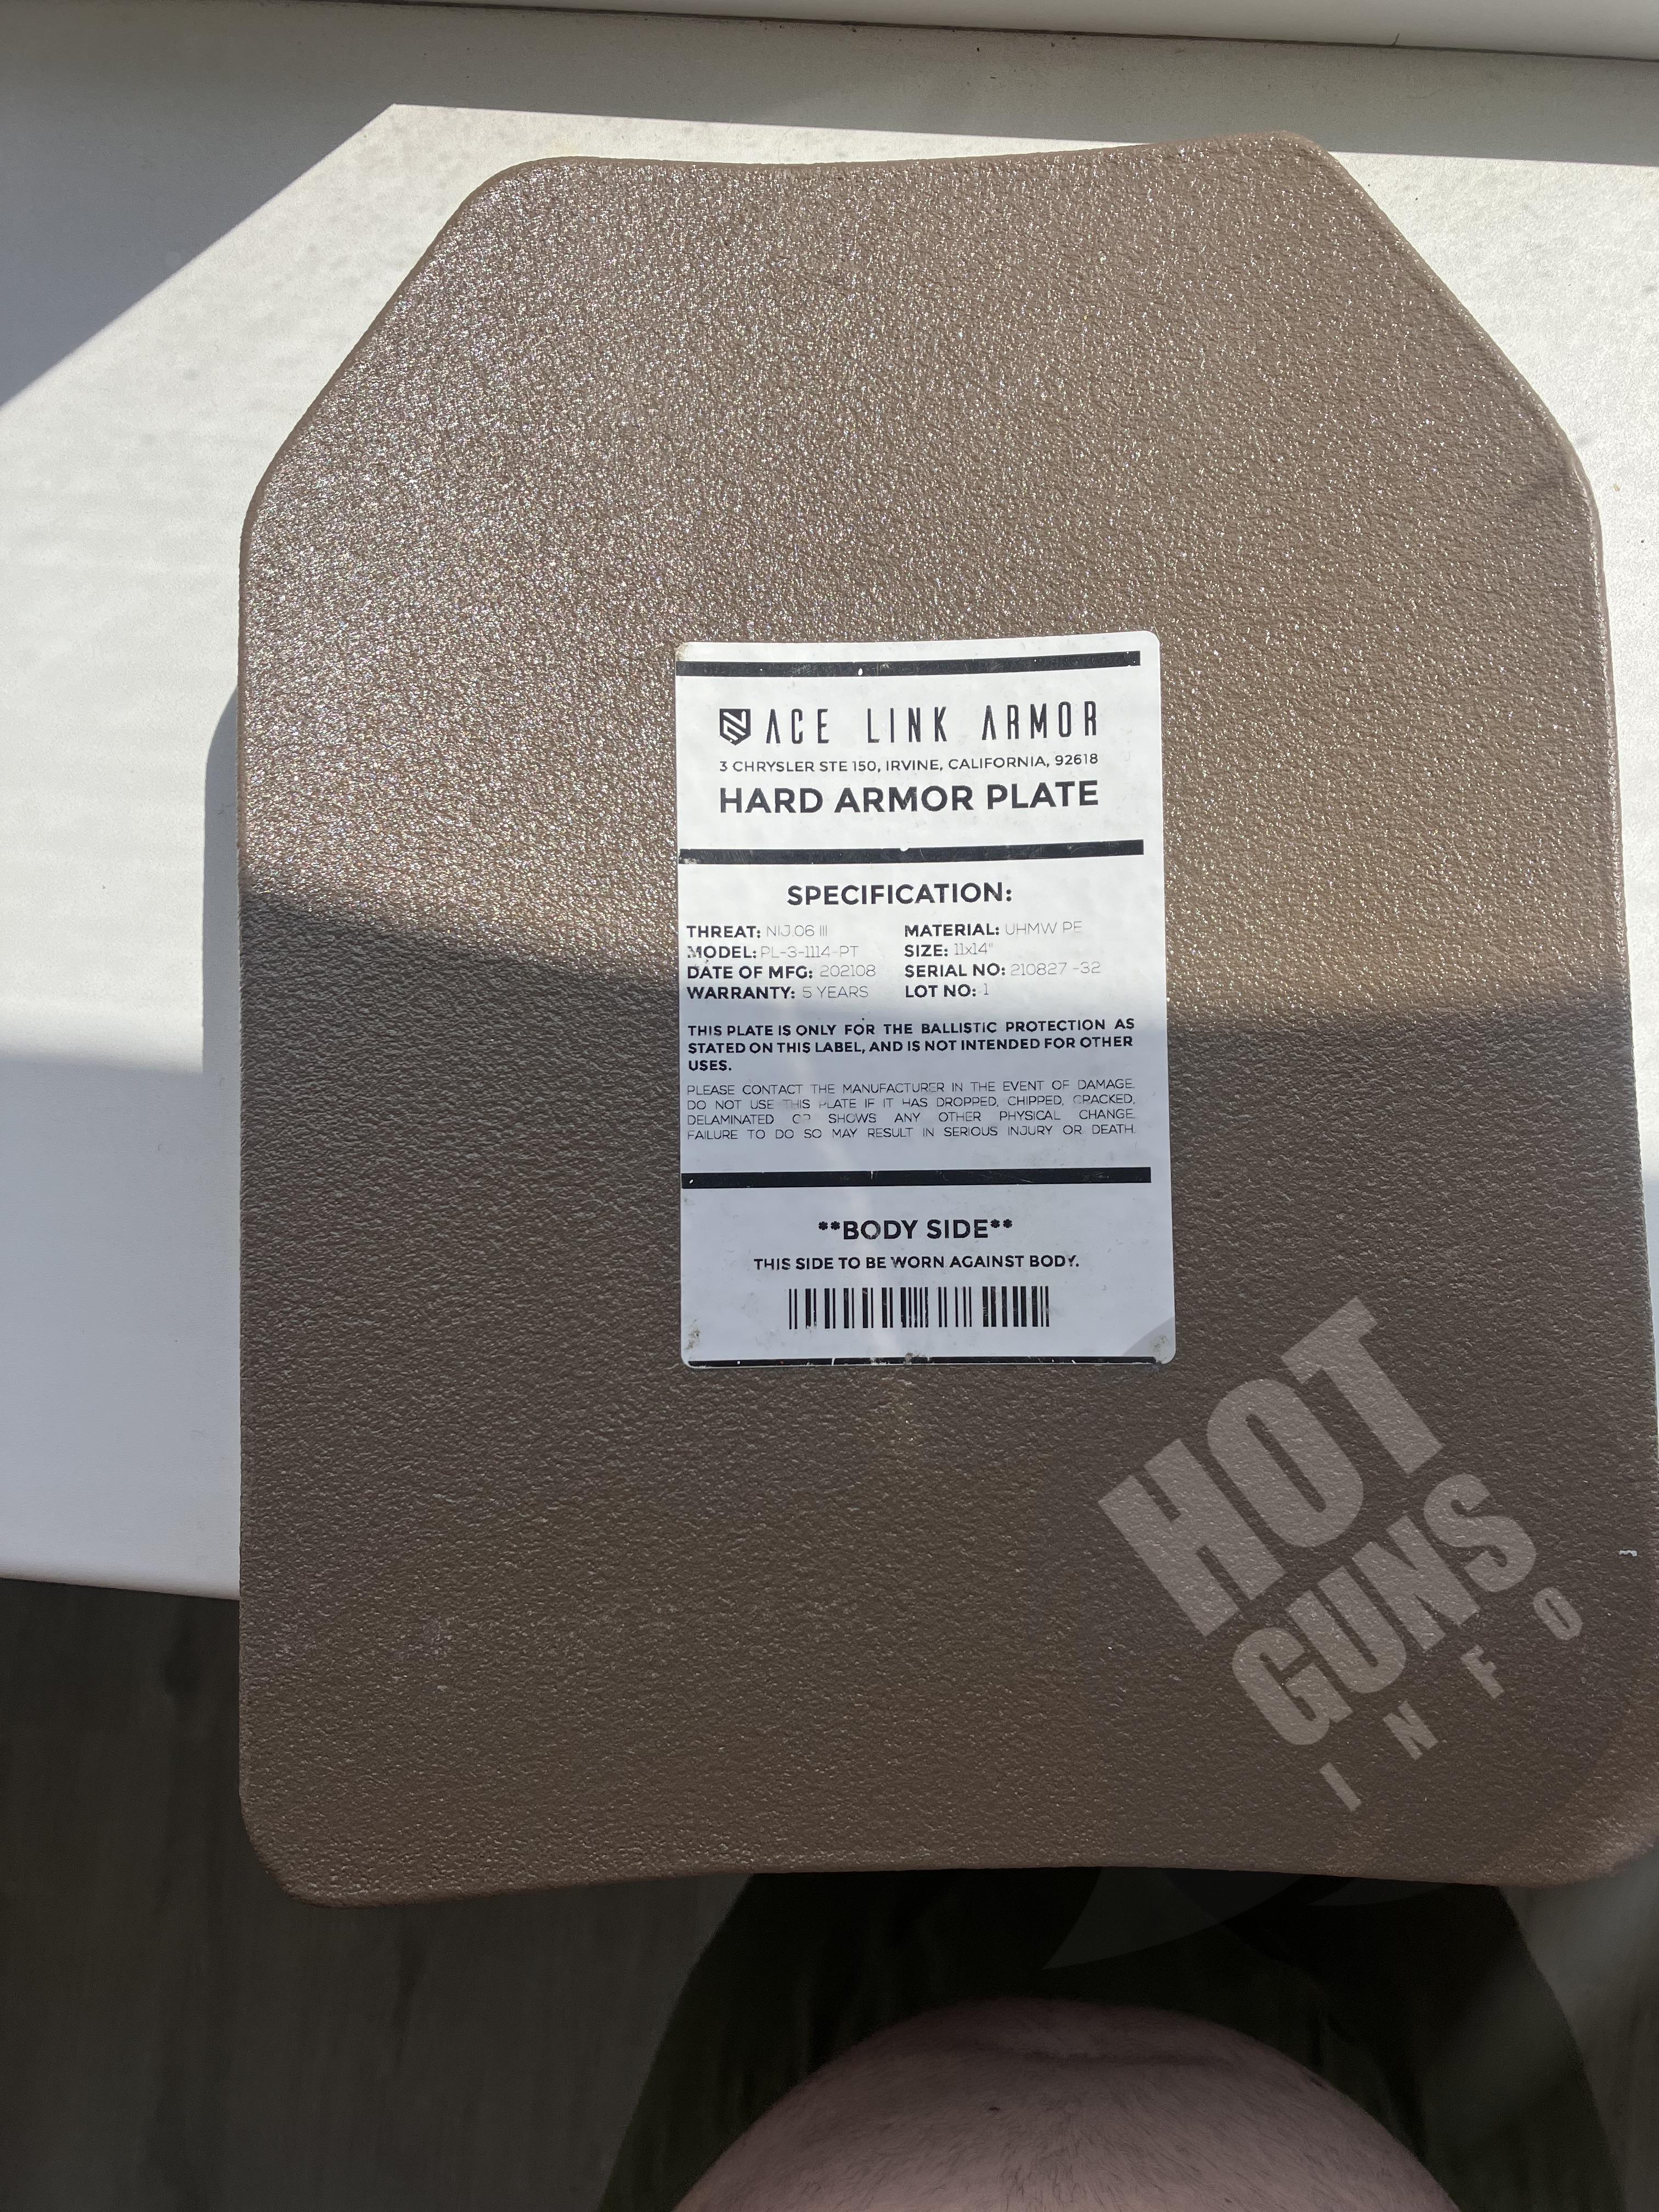 ACE LINK ARMOR
3 CHRYSLER STE 150, IRVINE, CALIFORNIA, 92618
HARD ARMOR PLATE
SPECIFICATION:
THREAT: NIJ.06 III MATERIAL: UHMW PE
MODEL: PL-3-1114-PT SIZE: 11x14"
DATE OF MFG: 202108 SERIAL NO: 210827 -32
WARRANTY: 5 YEARS LOT NO: 1
THIS PLATE IS ONLY FOR THE BALLISTIC PROTECTION AS
STATED ON THIS LABEL, AND IS NOT INTENDED FOR OTHER
USES.
PLEASE CONTACT THE MANUFACTURER IN THE EVENT OF DAMAGE.
DO NOT USE THIS PLATE IF IT HAS DROPPED, CHIPPED, CRACKED,
DELAMINATED OR SHOWS ANY OTHER PHYSICAL CHANGE.
FAILURE TO DO SO MAY RESULT IN SERIOUS INJURY OR DEATH.
**BODY SIDE**
THIS SIDE TO BE WORN AGAINST BODY.
HOT
GUNS
INFO